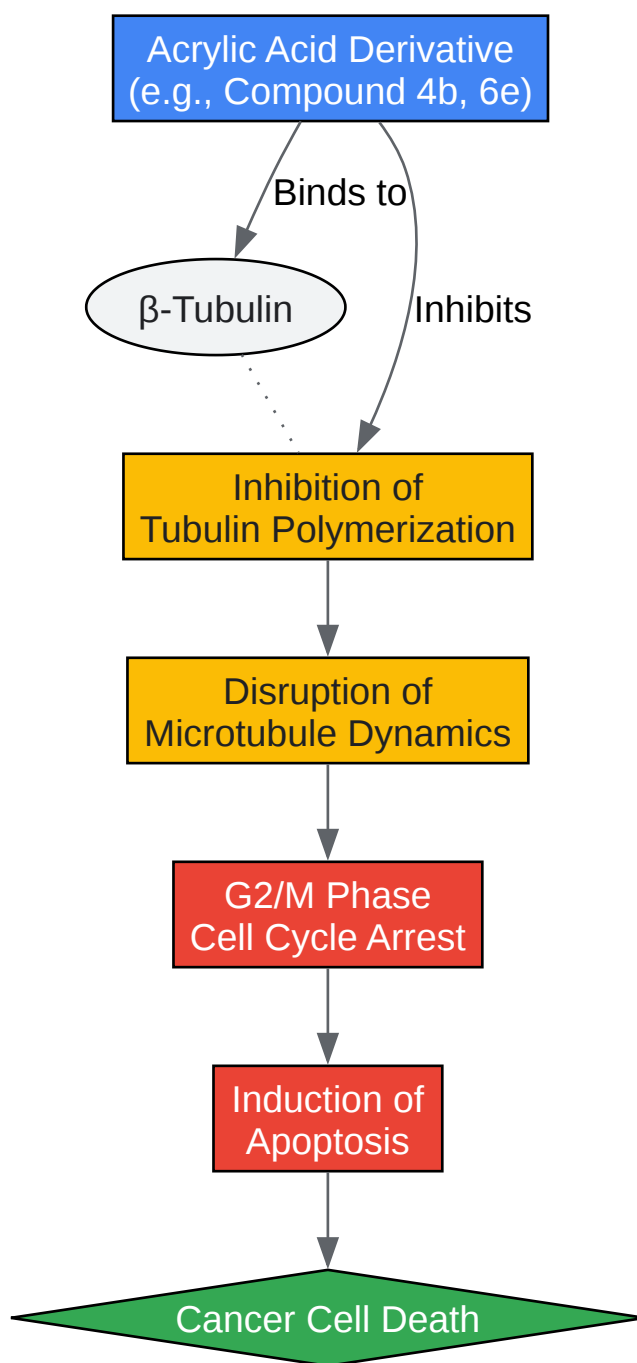 Acrylic Acid Derivative
(e.g., Compound 4b, 6e)
Binds to
β-Tubulin
Inhibits
Inhibition of
Tubulin Polymerization
Disruption of
Microtubule Dynamics
G2/M Phase
Cell Cycle Arrest
Induction of
Apoptosis
Cancer Cell Death